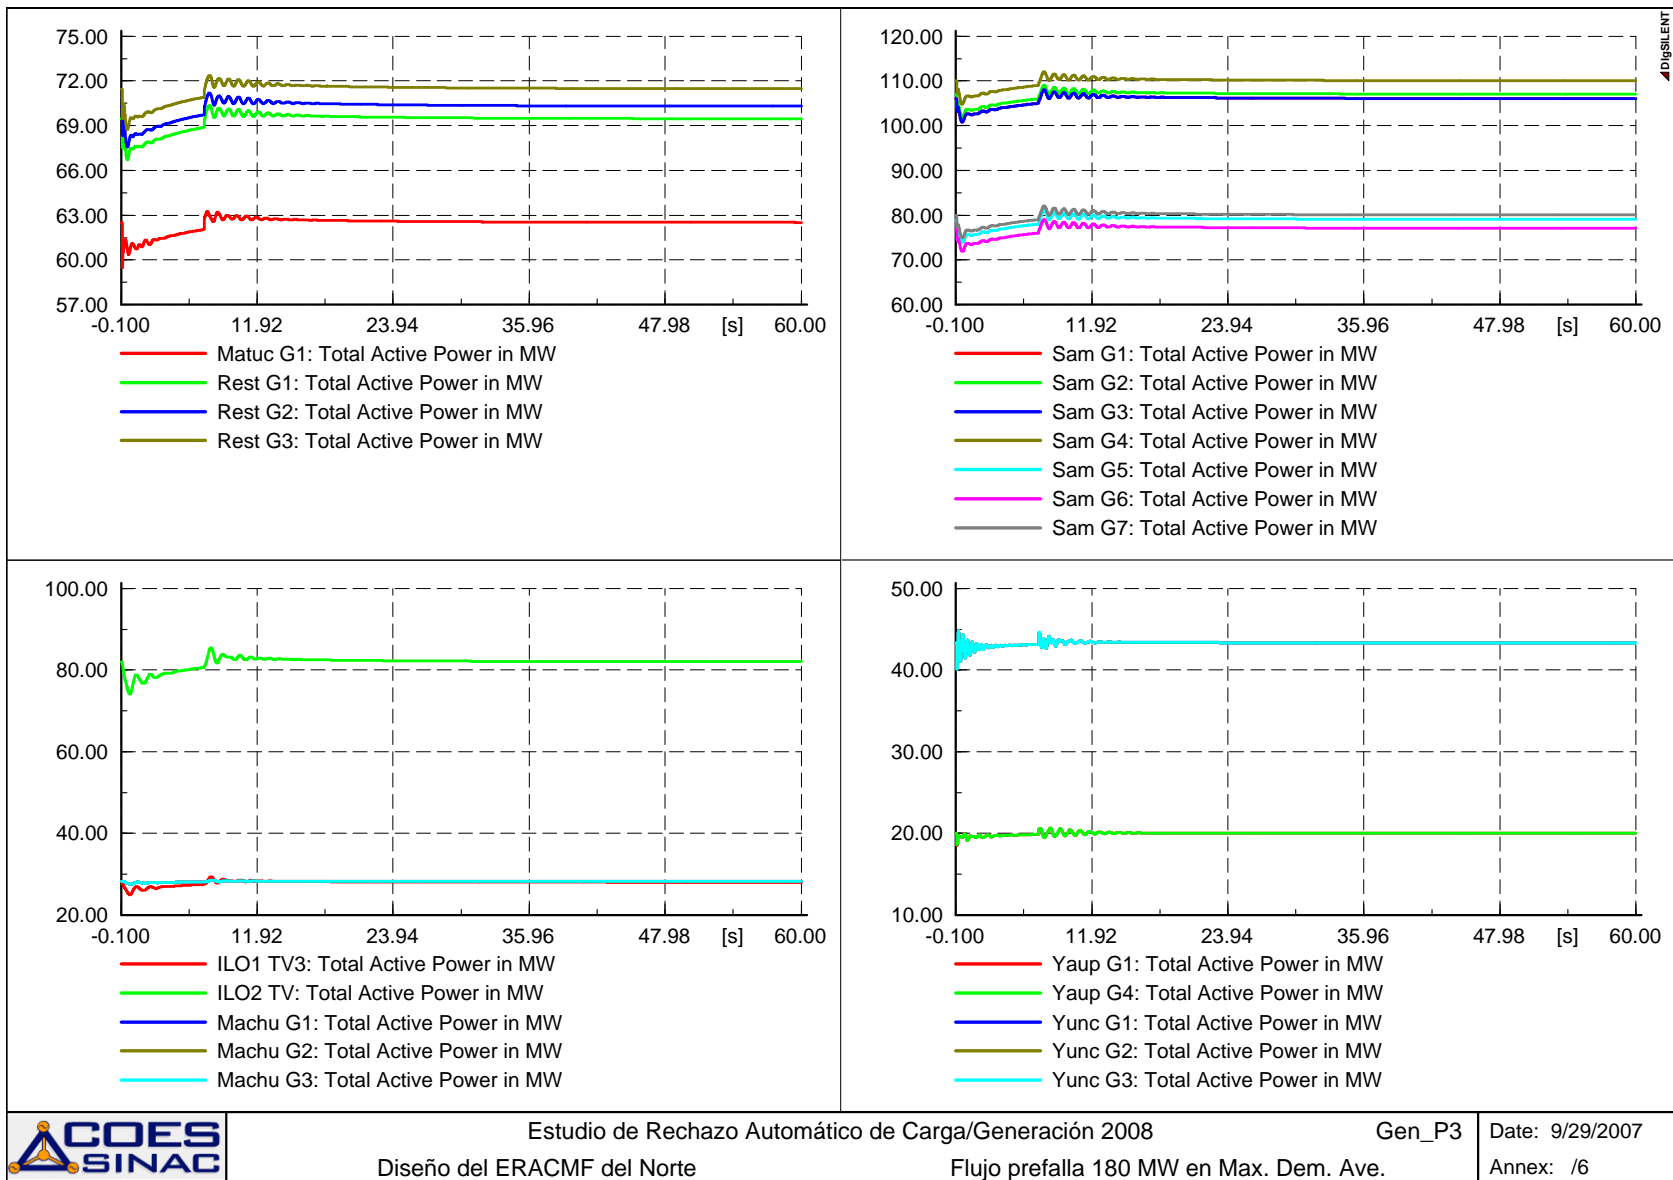 DIgSILENT
75.00
72.00
69.00
66.00
63.00
60.00
57.00
-0.100 11.92 23.94 35.96 47.98 [s] 60.00
Matuc G1: Total Active Power in MW
Rest G1: Total Active Power in MW
Rest G2: Total Active Power in MW
Rest G3: Total Active Power in MW
120.00
110.00
100.00
90.00
80.00
70.00
60.00
-0.100 11.92 23.94 35.96 47.98 [s] 60.00
Sam G1: Total Active Power in MW
Sam G2: Total Active Power in MW
Sam G3: Total Active Power in MW
Sam G4: Total Active Power in MW
Sam G5: Total Active Power in MW
Sam G6: Total Active Power in MW
Sam G7: Total Active Power in MW
100.00
80.00
60.00
40.00
20.00
-0.100 11.92 23.94 35.96 47.98 [s] 60.00
ILO1 TV3: Total Active Power in MW
ILO2 TV: Total Active Power in MW
Machu G1: Total Active Power in MW
Machu G2: Total Active Power in MW
Machu G3: Total Active Power in MW
50.00
40.00
30.00
20.00
10.00
-0.100 11.92 23.94 35.96 47.98 [s] 60.00
Yaup G1: Total Active Power in MW
Yaup G4: Total Active Power in MW
Yunc G1: Total Active Power in MW
Yunc G2: Total Active Power in MW
Yunc G3: Total Active Power in MW
COES
SINAC
Estudio de Rechazo Automático de Carga/Generación 2008 Gen_P3
Diseño del ERACMF del Norte Flujo prefalla 180 MW en Max. Dem. Ave.
Date: 9/29/2007
Annex: /6